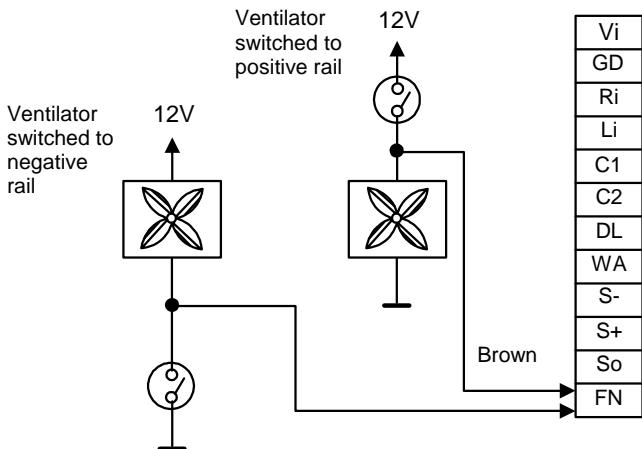 Ventilator
switched to
positive rail
12V
Ventilator
switched to
negative
rail
12V
Brown
Vi
GD
Ri
Li
C1
C2
DL
WA
S-
S+
So
FN